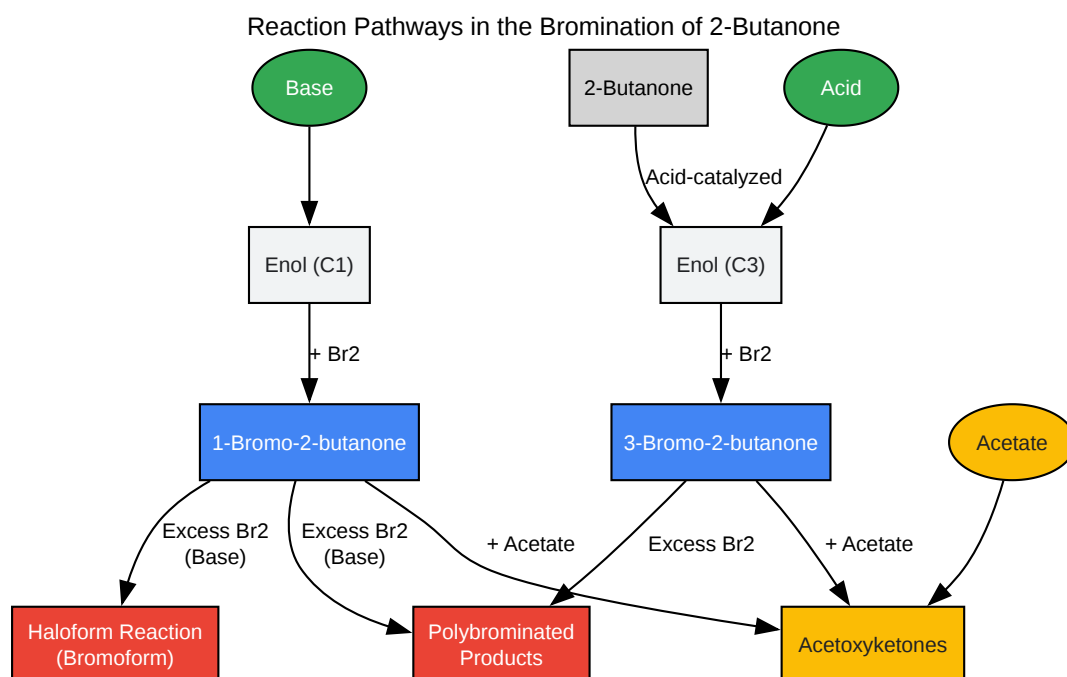 Reaction Pathways in the Bromination of 2-Butanone
Base
2-Butanone
Acid
Acid-catalyzed
Enol (C1)
Enol (C3)
+ Br2
+ Br2
1-Bromo-2-butanone
3-Bromo-2-butanone
Acetate
Excess Br2
(Base)
Excess Br2
(Base)
+ Acetate
Excess Br2
+ Acetate
Haloform Reaction
(Bromoform)
Polybrominated
Products
Acetoxyketones